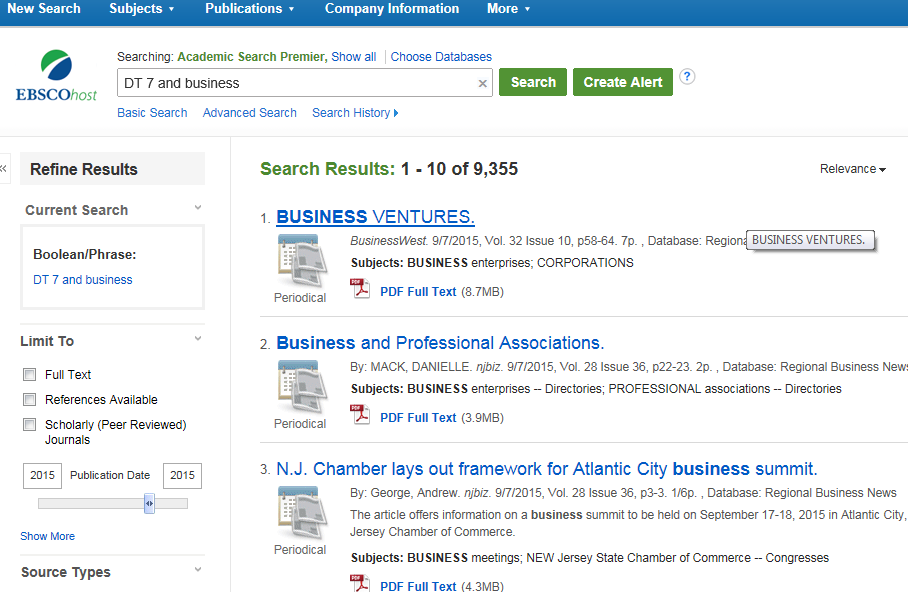 New Search Subjects Publications Company Information More
Searching: Academic Search Premier, Show all Choose Databases
EBSCOhost
DT 7 and business × Search Create Alert ?
Basic Search Advanced Search Search History
« Refine Results
Search Results: 1 - 10 of 9,355 Relevance
Current Search
Boolean/Phrase:
DT 7 and business
1. BUSINESS VENTURES.
BusinessWest. 9/7/2015, Vol. 32 Issue 10, p58-64. 7p. , Database: Regiona
BUSINESS VENTURES.
Subjects: BUSINESS enterprises; CORPORATIONS
Periodical
PDF Full Text (8.7MB)
Limit To
Full Text
References Available
Scholarly (Peer Reviewed)
Journals
2015 Publication Date 2015
Show More
Source Types
2. Business and Professional Associations.
By: MACK, DANIELLE. njbiz. 9/7/2015, Vol. 28 Issue 36, p22-23. 2p. , Database: Regional Business News
Subjects: BUSINESS enterprises -- Directories; PROFESSIONAL associations -- Directories
Periodical
PDF Full Text (3.9MB)
3. N.J. Chamber lays out framework for Atlantic City business summit.
By: George, Andrew. njbiz. 9/7/2015, Vol. 28 Issue 36, p3-3. 1/6p. , Database: Regional Business News
The article offers information on a business summit to be held on September 17-18, 2015 in Atlantic City,
Jersey Chamber of Commerce.
Periodical
Subjects: BUSINESS meetings; NEW Jersey State Chamber of Commerce -- Congresses
PDF Full Text (4.3MB)